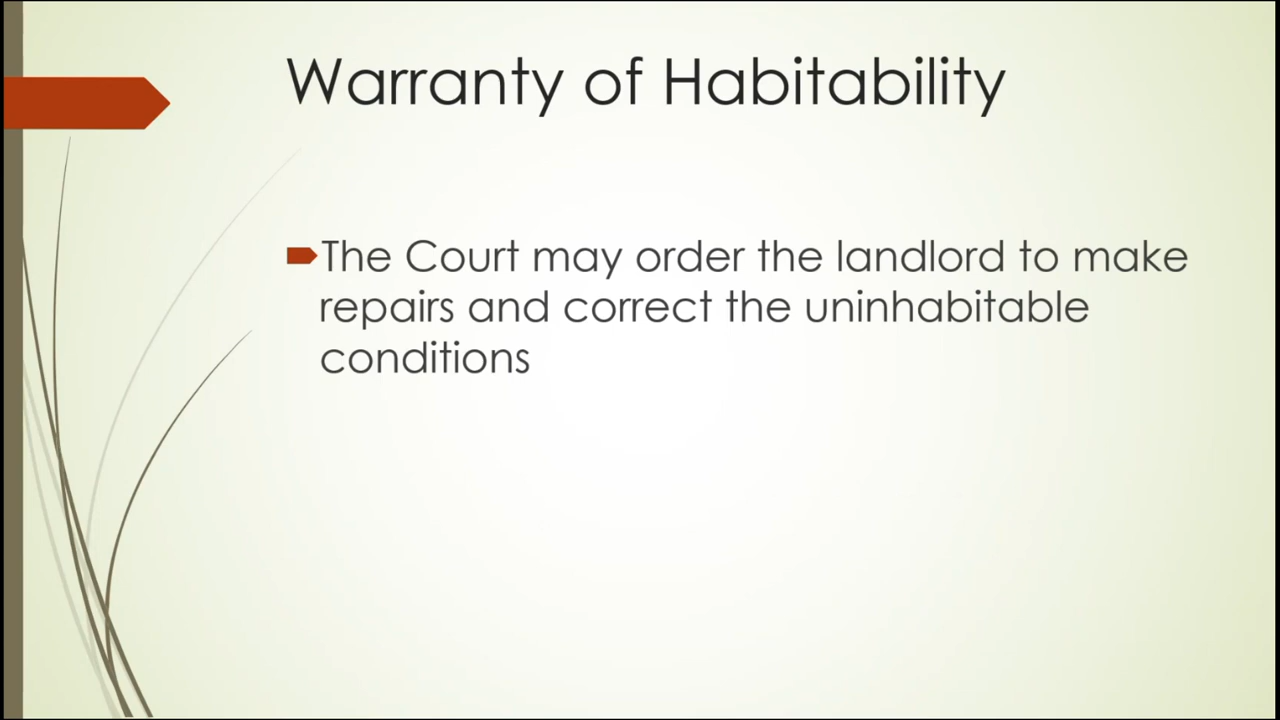 Warranty of Habitability
The Court may order the landlord to make
repairs and correct the uninhabitable
conditions